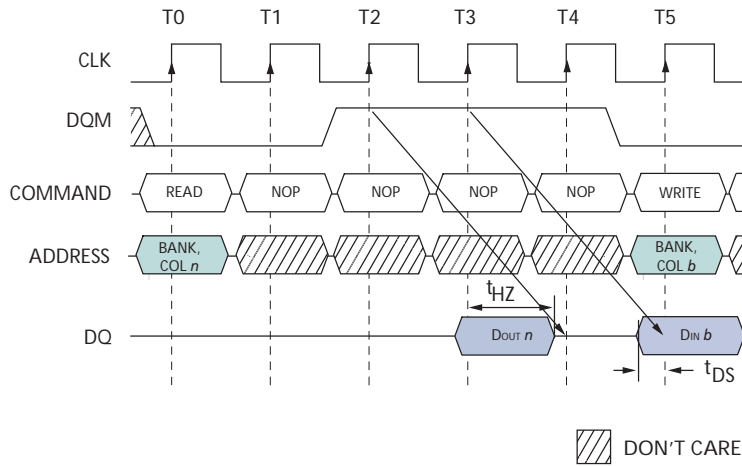 T0 T1 T2 T3 T4 T5
CLK
DQM
COMMAND READ NOP NOP NOP NOP WRITE
ADDRESS BANK, COL n BANK, COL b
tHZ
DQ DOUT n DIN b
tDS
DON'T CARE